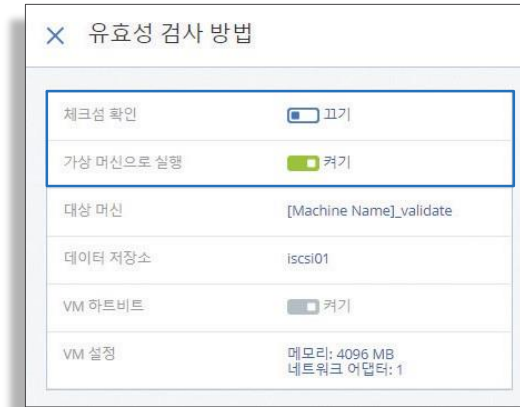 유효성 검사 방법
체크섬 확인 끄기
가상 머신으로 실행 켜기
대상 머신 [Machine Name]_validate
데이터 저장소 iscsi01
VM 하트비트 켜기
VM 설정 메모리: 4096 MB
네트워크 어댑터: 1